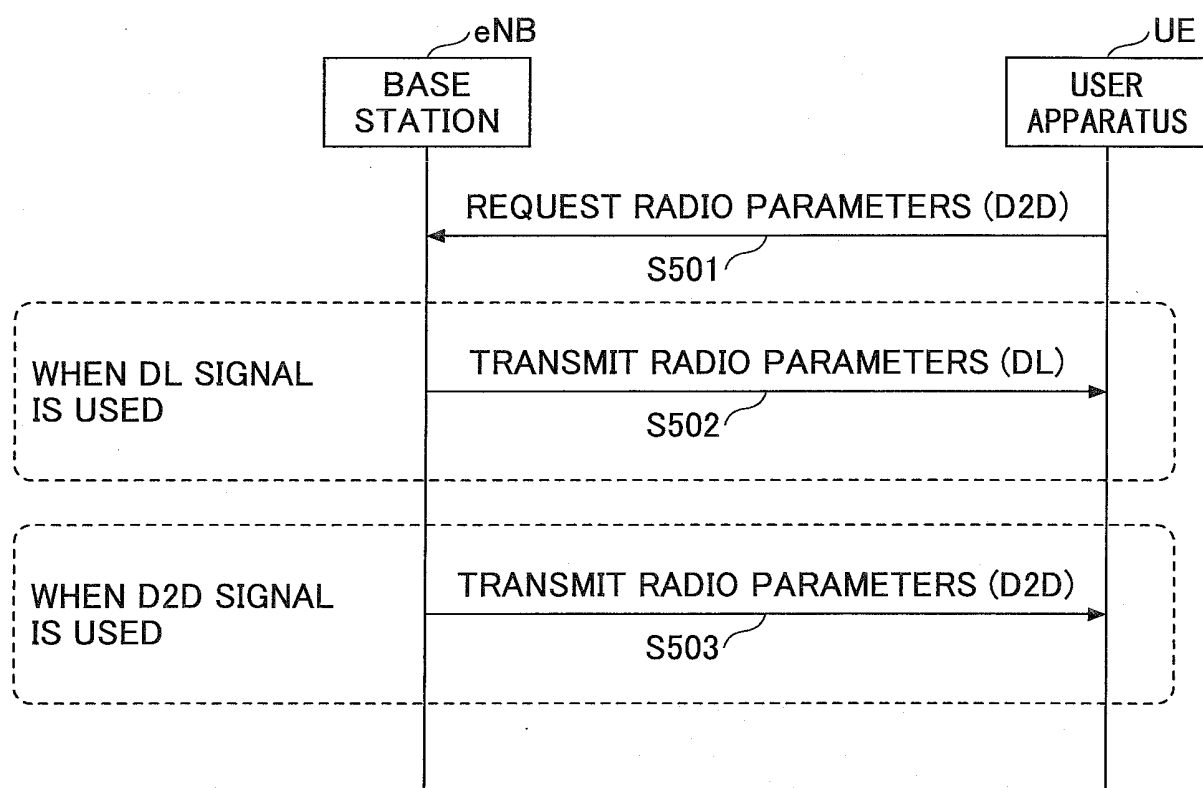 eNB
UE
BASE
STATION
USER
APPARATUS
REQUEST RADIO PARAMETERS (D2D)
S501
WHEN DL SIGNAL
IS USED
TRANSMIT RADIO PARAMETERS (DL)
S502
WHEN D2D SIGNAL
IS USED
TRANSMIT RADIO PARAMETERS (D2D)
S503